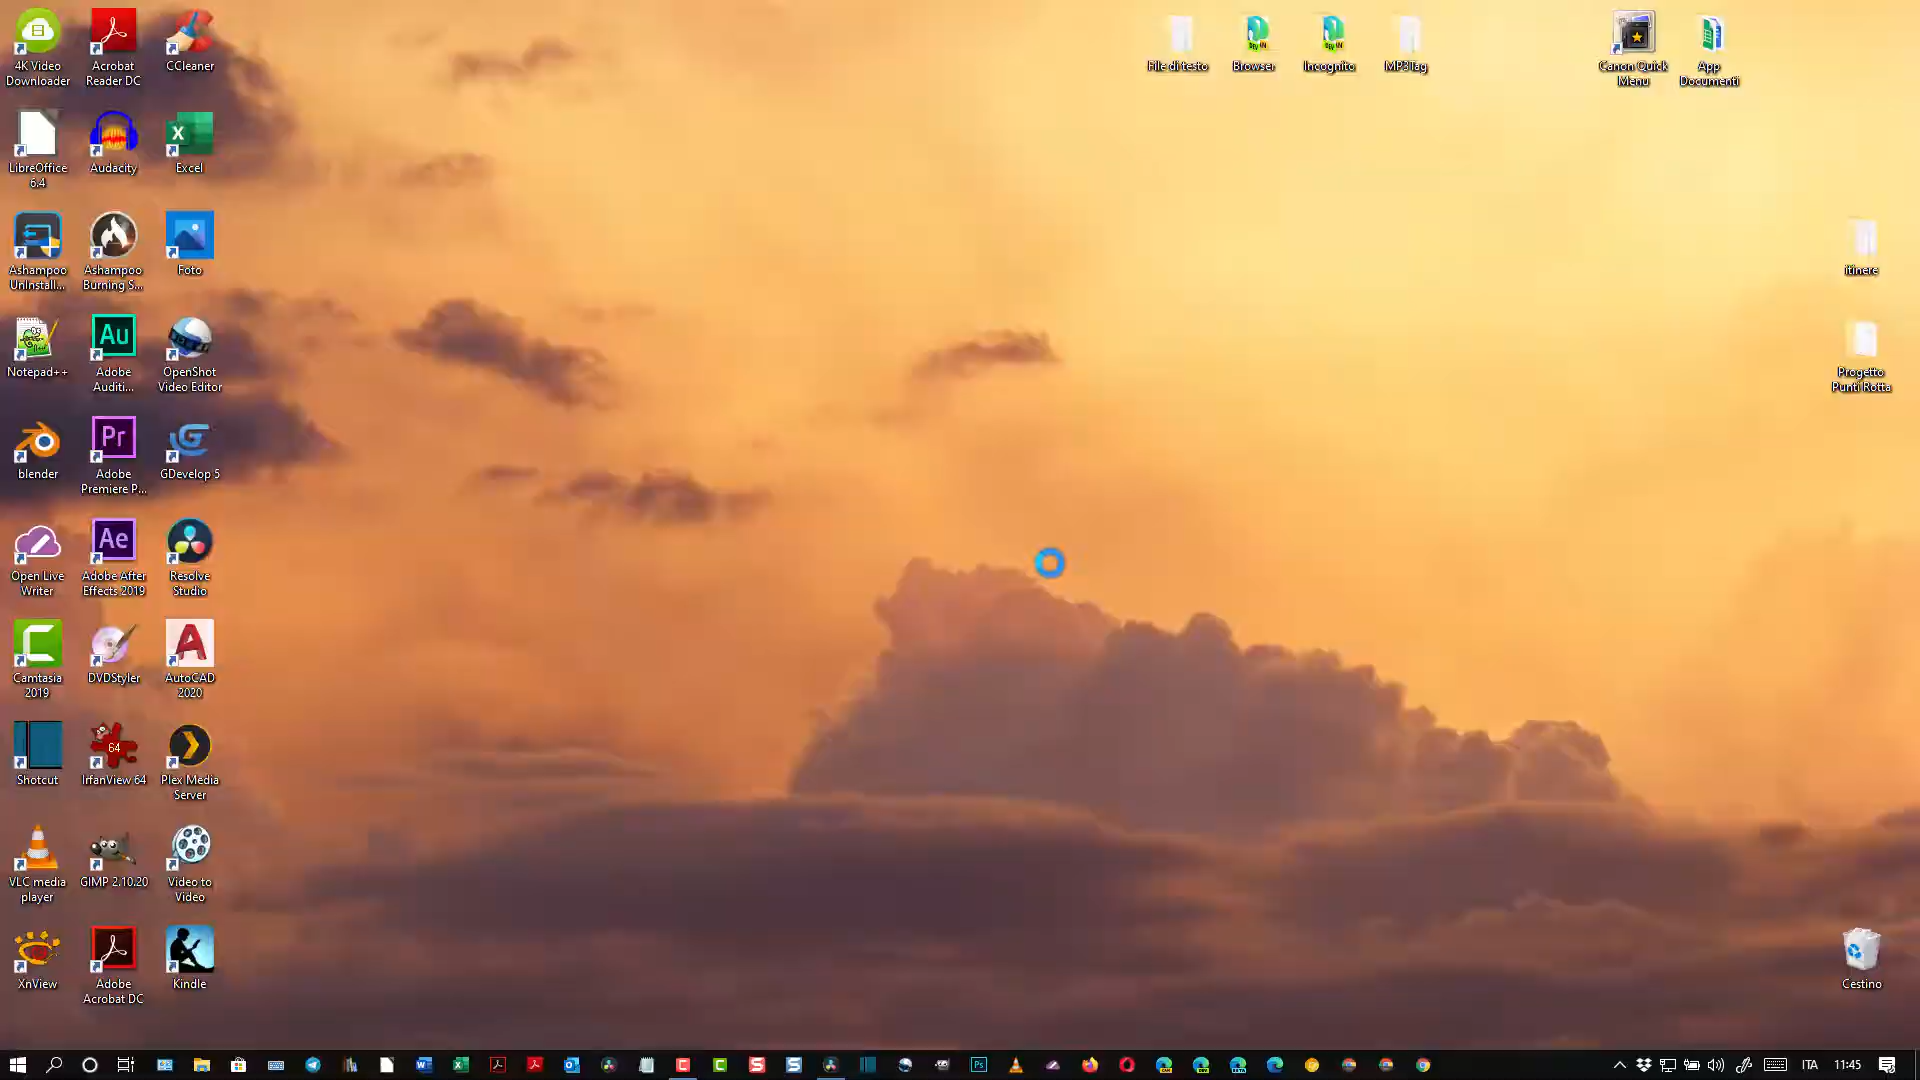 4K Video
Downloader
Acrobat
Reader DC
CCleaner
File di testo
Browser
Incognito
MP3Tag
Canon Quick
Menu
App
Documenti
LibreOffice
6.4
Audacity
Excel
Ashampoo
UnInstall...
Ashampoo
Burning S...
Foto
itinere
Notepad++
Au
Adobe
Auditi...
OpenShot
Video Editor
Progetto
Punti Rotta
blender
Pr
Adobe
Premiere P...
GDevelop 5
Open Live
Writer
Ae
Adobe After
Effects 2019
Resolve
Studio
Camtasia
2019
DVDStyler
AutoCAD
2020
Shotcut
64
IrfanView 64
Plex Media
Server
VLC media
player
GIMP 2.10.20
Video to
Video
XnView
Adobe
Acrobat DC
Kindle
Cestino
ITA
11:45